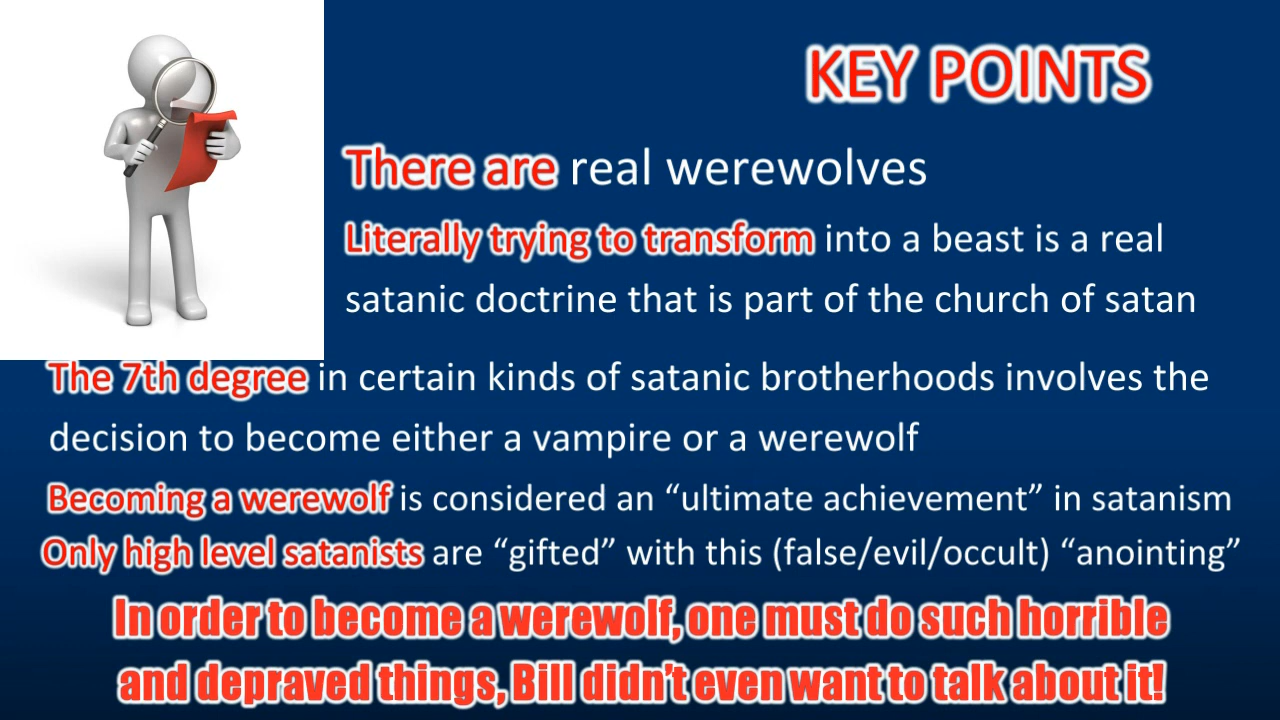 KEY POINTS
There are real werewolves
Literally trying to transform into a beast is a real
satanic doctrine that is part of the church of satan
The 7th degree in certain kinds of satanic brotherhoods involves the
decision to become either a vampire or a werewolf
Becoming a werewolf is considered an “ultimate achievement” in satanism
Only high level satanists are “gifted” with this (false/evil/occult) “anointing”
In order to become a werewolf, one must do such horrible
and depraved things, Bill didn’t even want to talk about it!